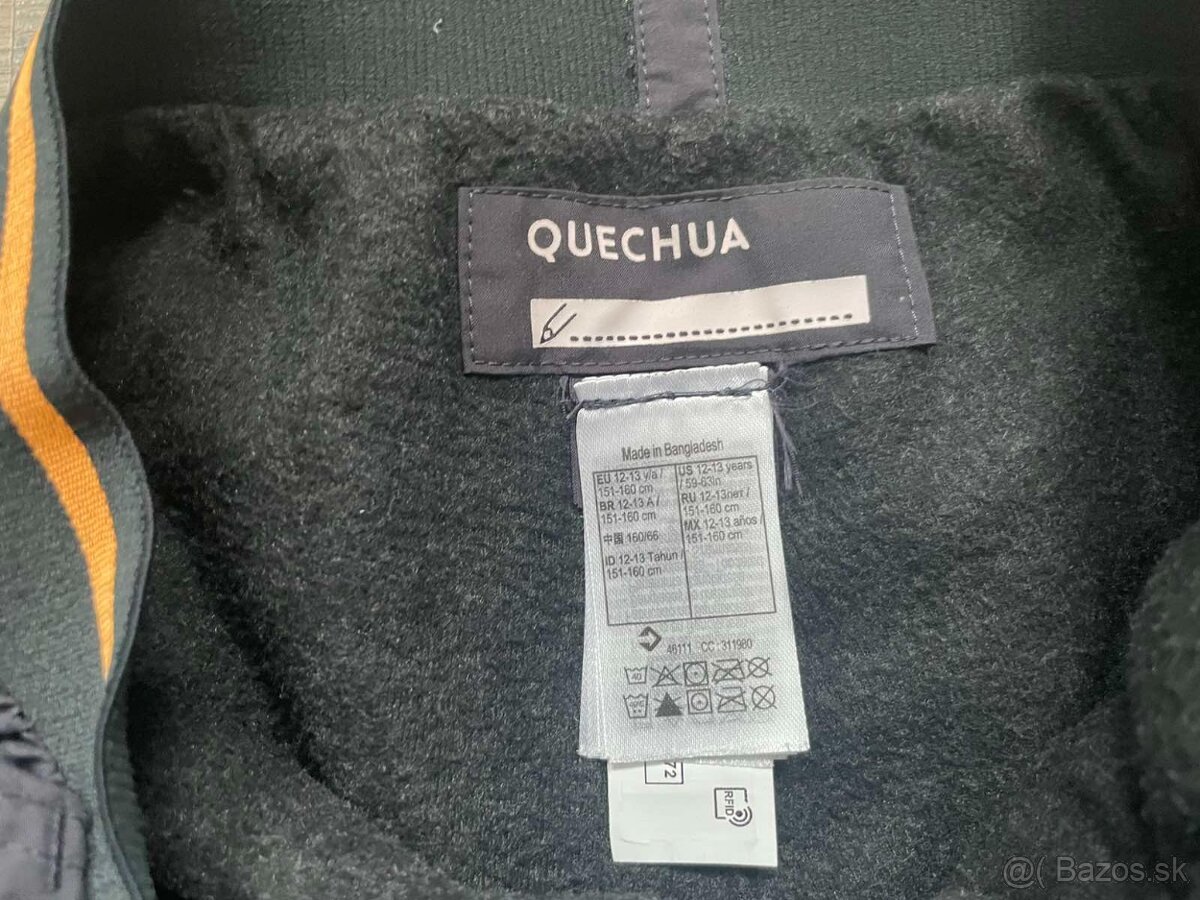 QUECHUA
Made in Bangladesh
EU 12-13 y/a /
151-160 cm
BR 12-13 A /
151-160 cm
中国 160/66
ID 12-13 Tahun /
151-160 cm
US 12-13 years
/ 59-63in
RU 12-13лет /
151-160 cm
MX 12-13 años /
151-160 cm
46111 CC : 311980
40
72
RFID
@( Bazos.sk